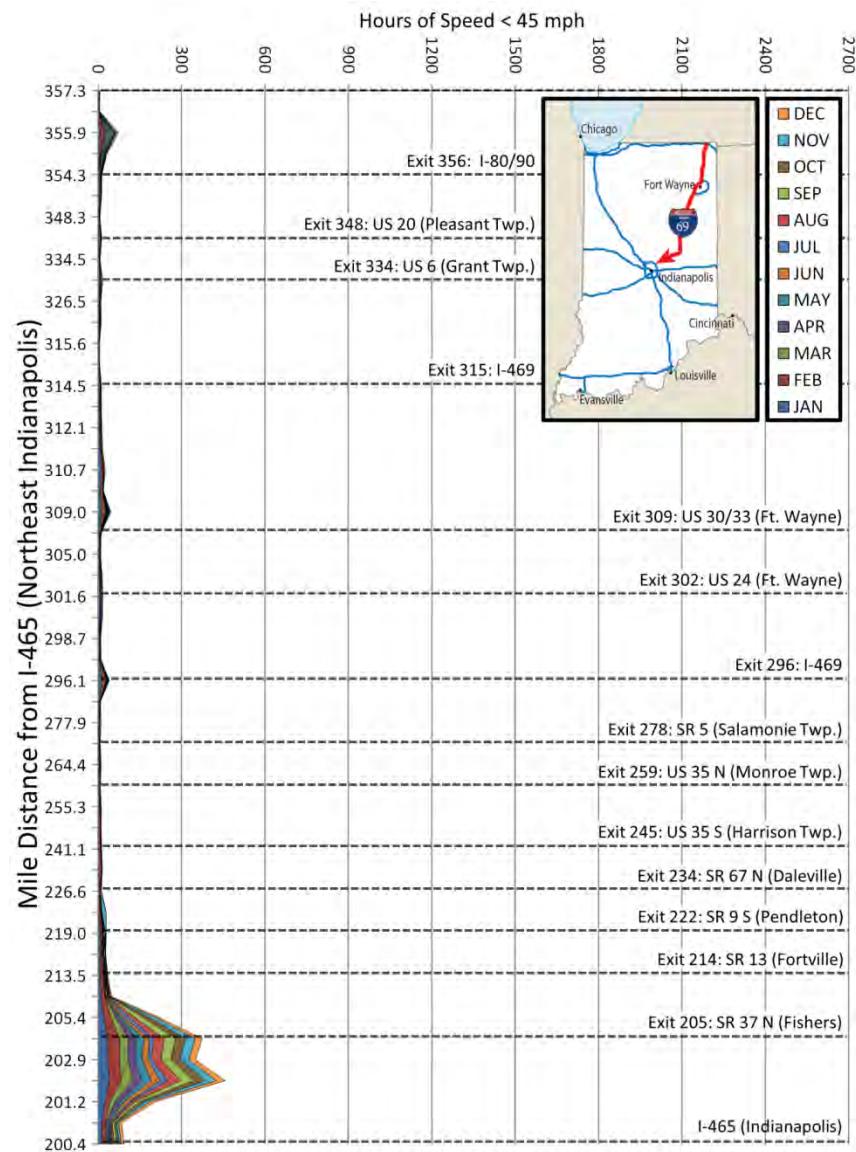 Hours of Speed < 45 mph
0
300
600
900
1200
1500
1800
2100
2400
2700
Mile Distance from I-465 (Northeast Indianapolis)
357.3
355.9
354.3
348.3
334.5
326.5
315.6
314.5
312.1
310.7
309.0
305.0
301.6
298.7
296.1
277.9
264.4
255.3
241.1
226.6
219.0
213.5
205.4
202.9
201.2
200.4
Exit 356: I-80/90
Exit 348: US 20 (Pleasant Twp.)
Exit 334: US 6 (Grant Twp.)
Exit 315: I-469
Exit 309: US 30/33 (Ft. Wayne)
Exit 302: US 24 (Ft. Wayne)
Exit 296: I-469
Exit 278: SR 5 (Salamonie Twp.)
Exit 259: US 35 N (Monroe Twp.)
Exit 245: US 35 S (Harrison Twp.)
Exit 234: SR 67 N (Daleville)
Exit 222: SR 9 S (Pendleton)
Exit 214: SR 13 (Fortville)
Exit 205: SR 37 N (Fishers)
I-465 (Indianapolis)
Chicago
Fort Wayne
69
Indianapolis
Cincinnati
Louisville
Evansville
DEC
NOV
OCT
SEP
AUG
JUL
JUN
MAY
APR
MAR
FEB
JAN